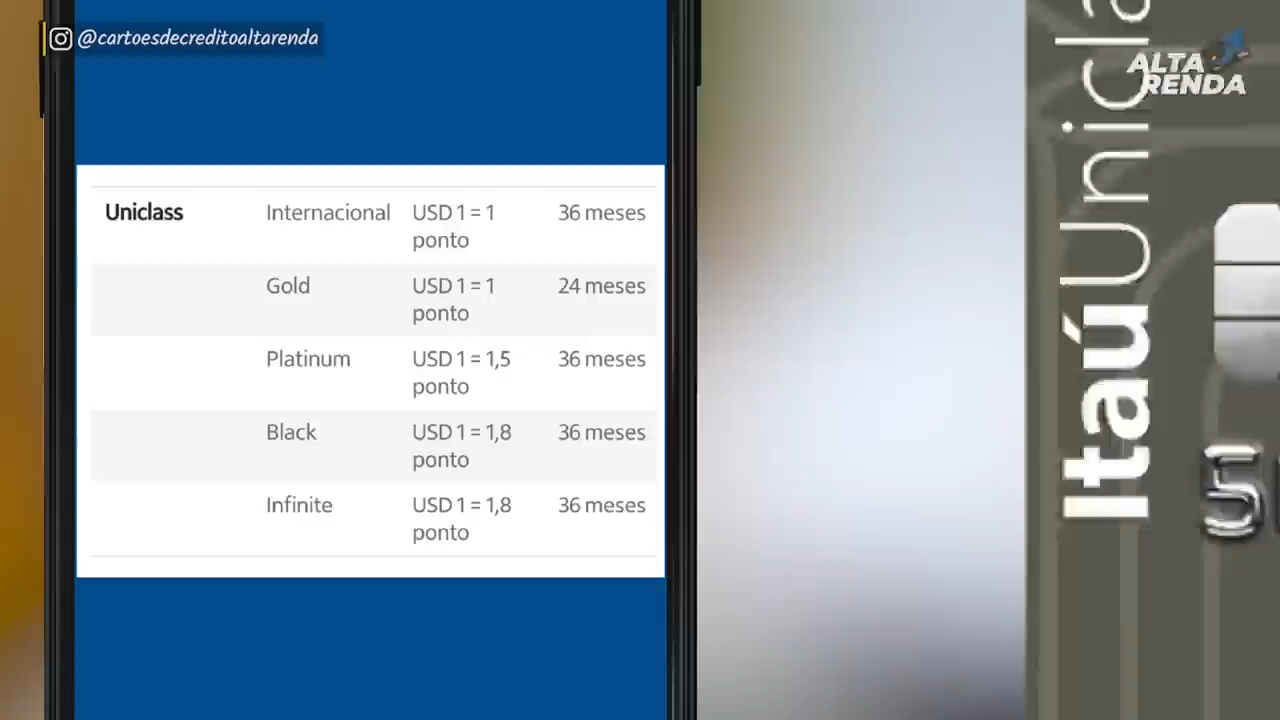 @cartoesdecreditoaltarenda
ALTA
RENDA
Uniclass Internacional USD 1 = 1 36 meses
ponto
Gold USD 1 = 1 24 meses
ponto
Platinum USD 1 = 1,5 36 meses
ponto
Black USD 1 = 1,8 36 meses
ponto
Infinite USD 1 = 1,8 36 meses
ponto
ItaúUnicla
5